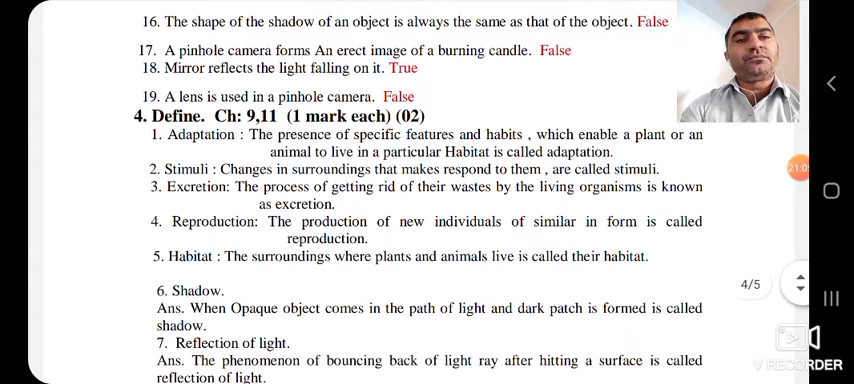 16. The shape of the shadow of an object is always the same as that of the object. False
17. A pinhole camera forms An erect image of a burning candle. False
18. Mirror reflects the light falling on it. True
19. A lens is used in a pinhole camera. False
4. Define. Ch: 9,11 (1 mark each) (02)
1. Adaptation : The presence of specific features and habits , which enable a plant or an
animal to live in a particular Habitat is called adaptation.
2. Stimuli : Changes in surroundings that makes respond to them , are called stimuli.
3. Excretion: The process of getting rid of their wastes by the living organisms is known
as excretion.
4. Reproduction: The production of new individuals of similar in form is called
reproduction.
5. Habitat : The surroundings where plants and animals live is called their habitat.
6. Shadow.
Ans. When Opaque object comes in the path of light and dark patch is formed is called
shadow.
7. Reflection of light.
Ans. The phenomenon of bouncing back of light ray after hitting a surface is called
reflection of light.
4/5
V RECORDER